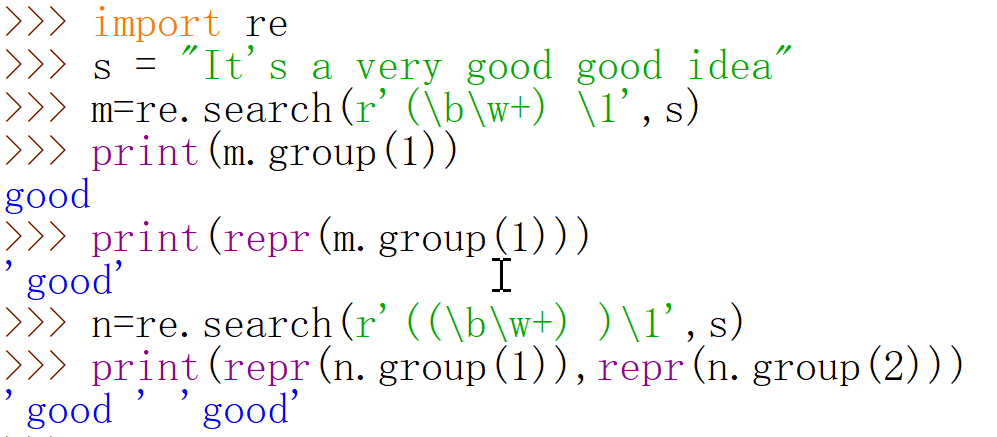 >>> import re
>>> s = "It's a very good good idea"
>>> m=re.search(r'(\b\w+) \1',s)
>>> print(m.group(1))
good
>>> print(repr(m.group(1)))
'good'
>>> n=re.search(r'((\b\w+) )\1',s)
>>> print(repr(n.group(1)),repr(n.group(2)))
'good ' 'good'